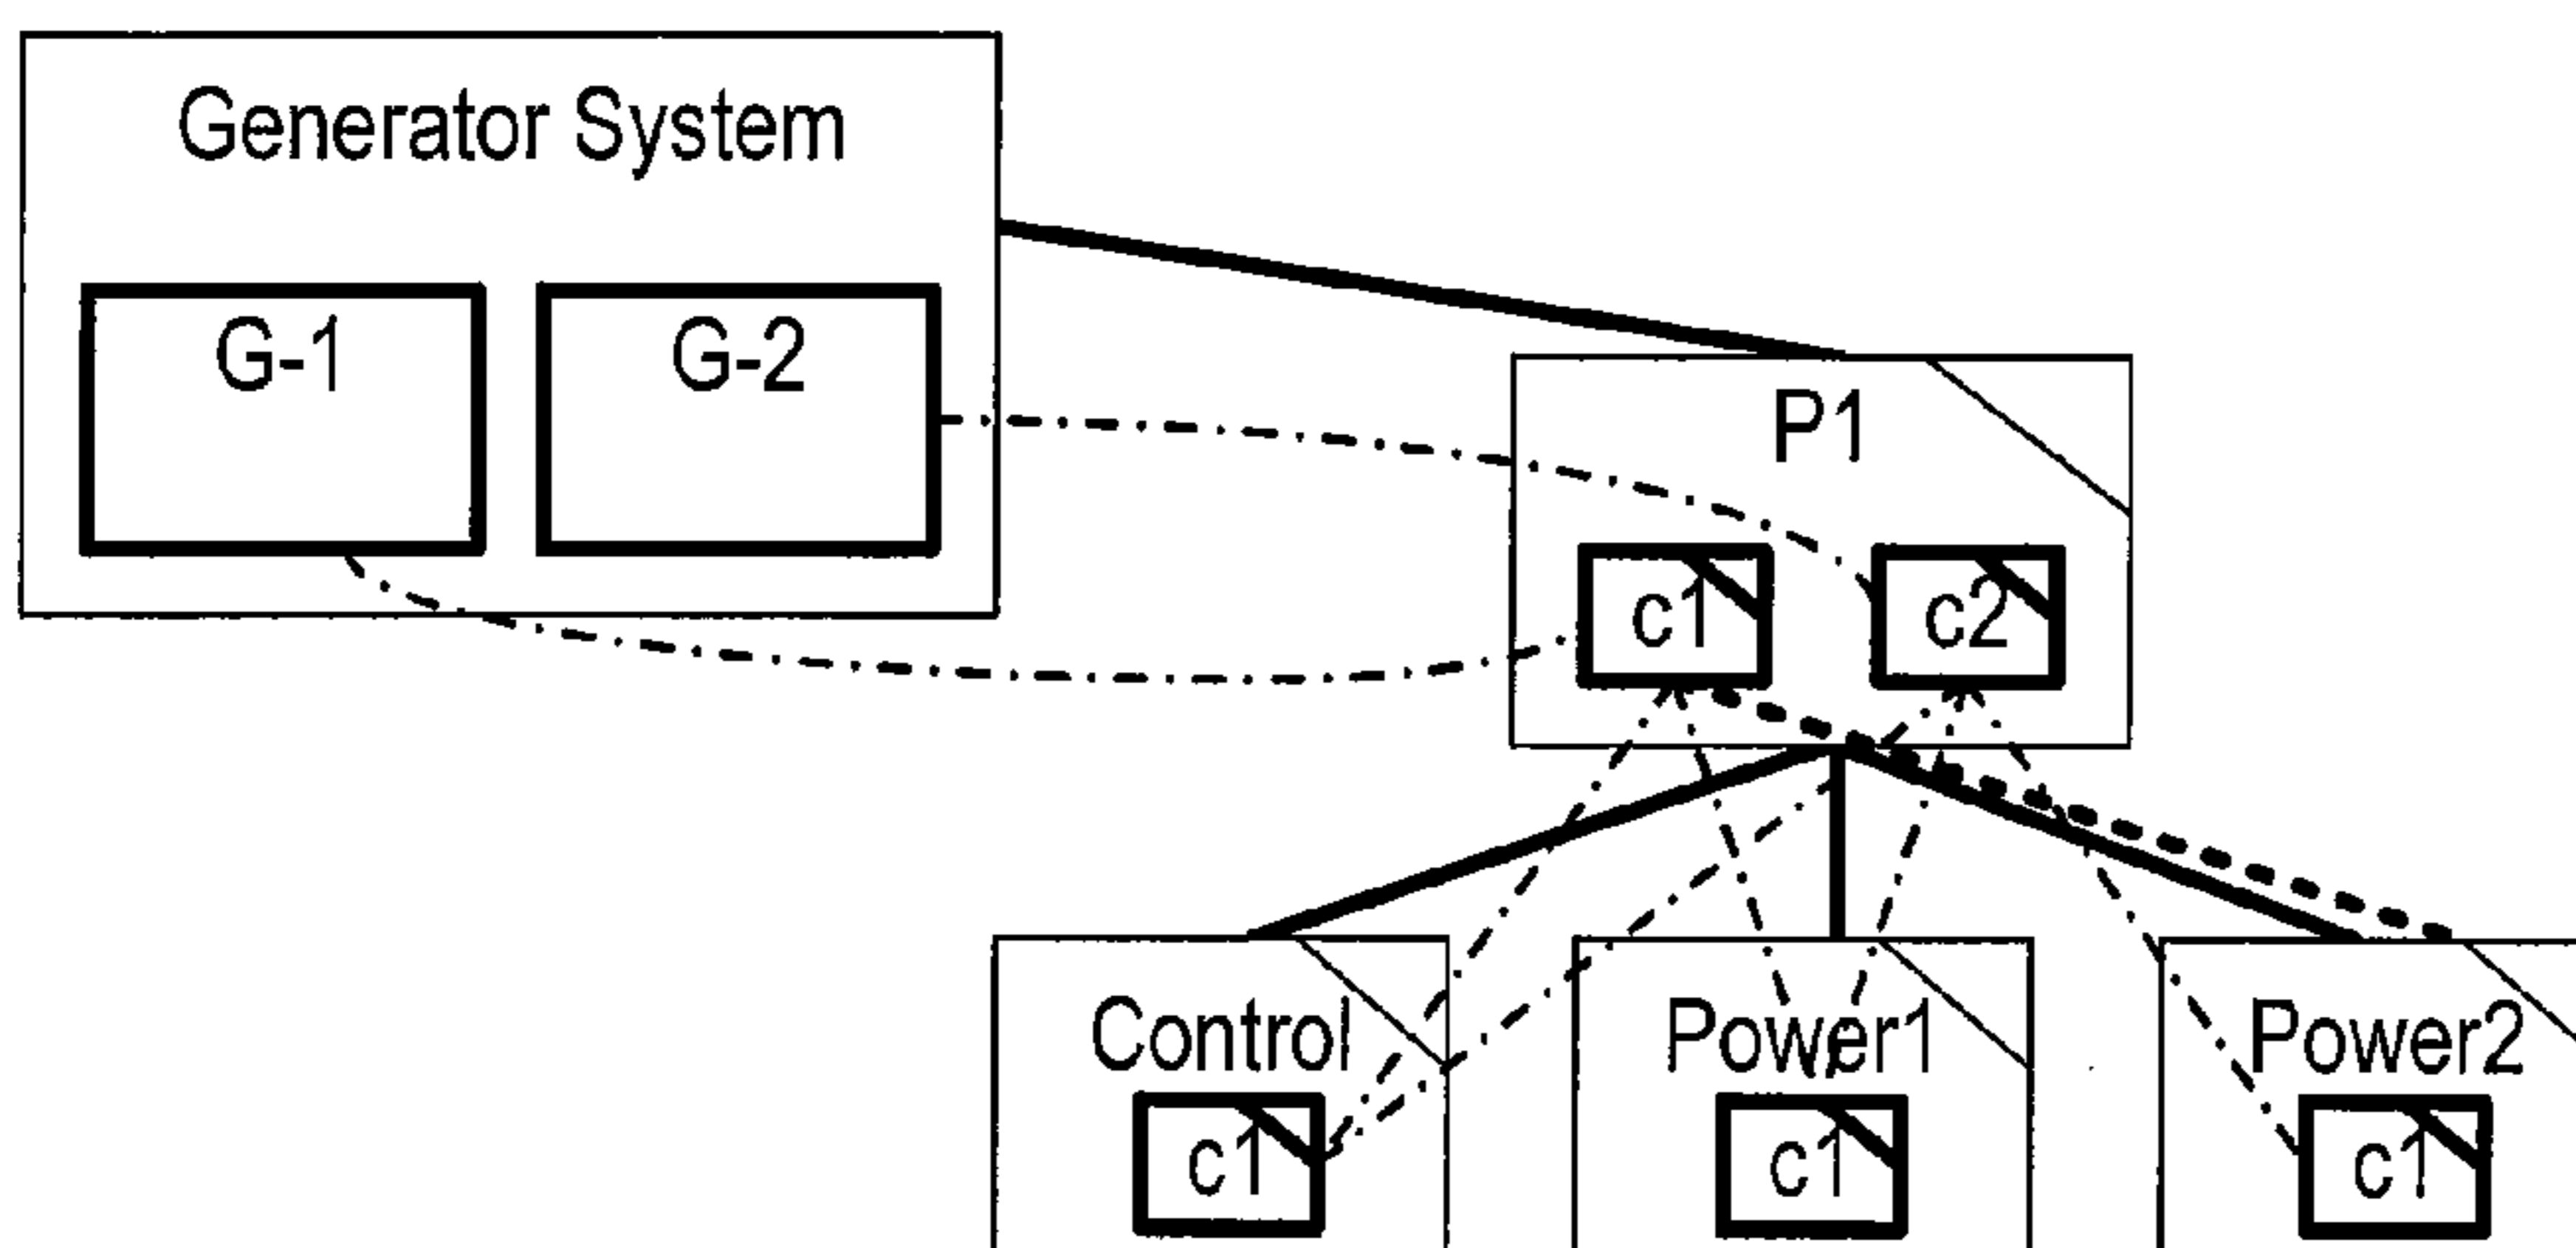 Generator System
G-1
G-2
P1
c1
c2
Control
Power1
Power2
c1
c1
c1